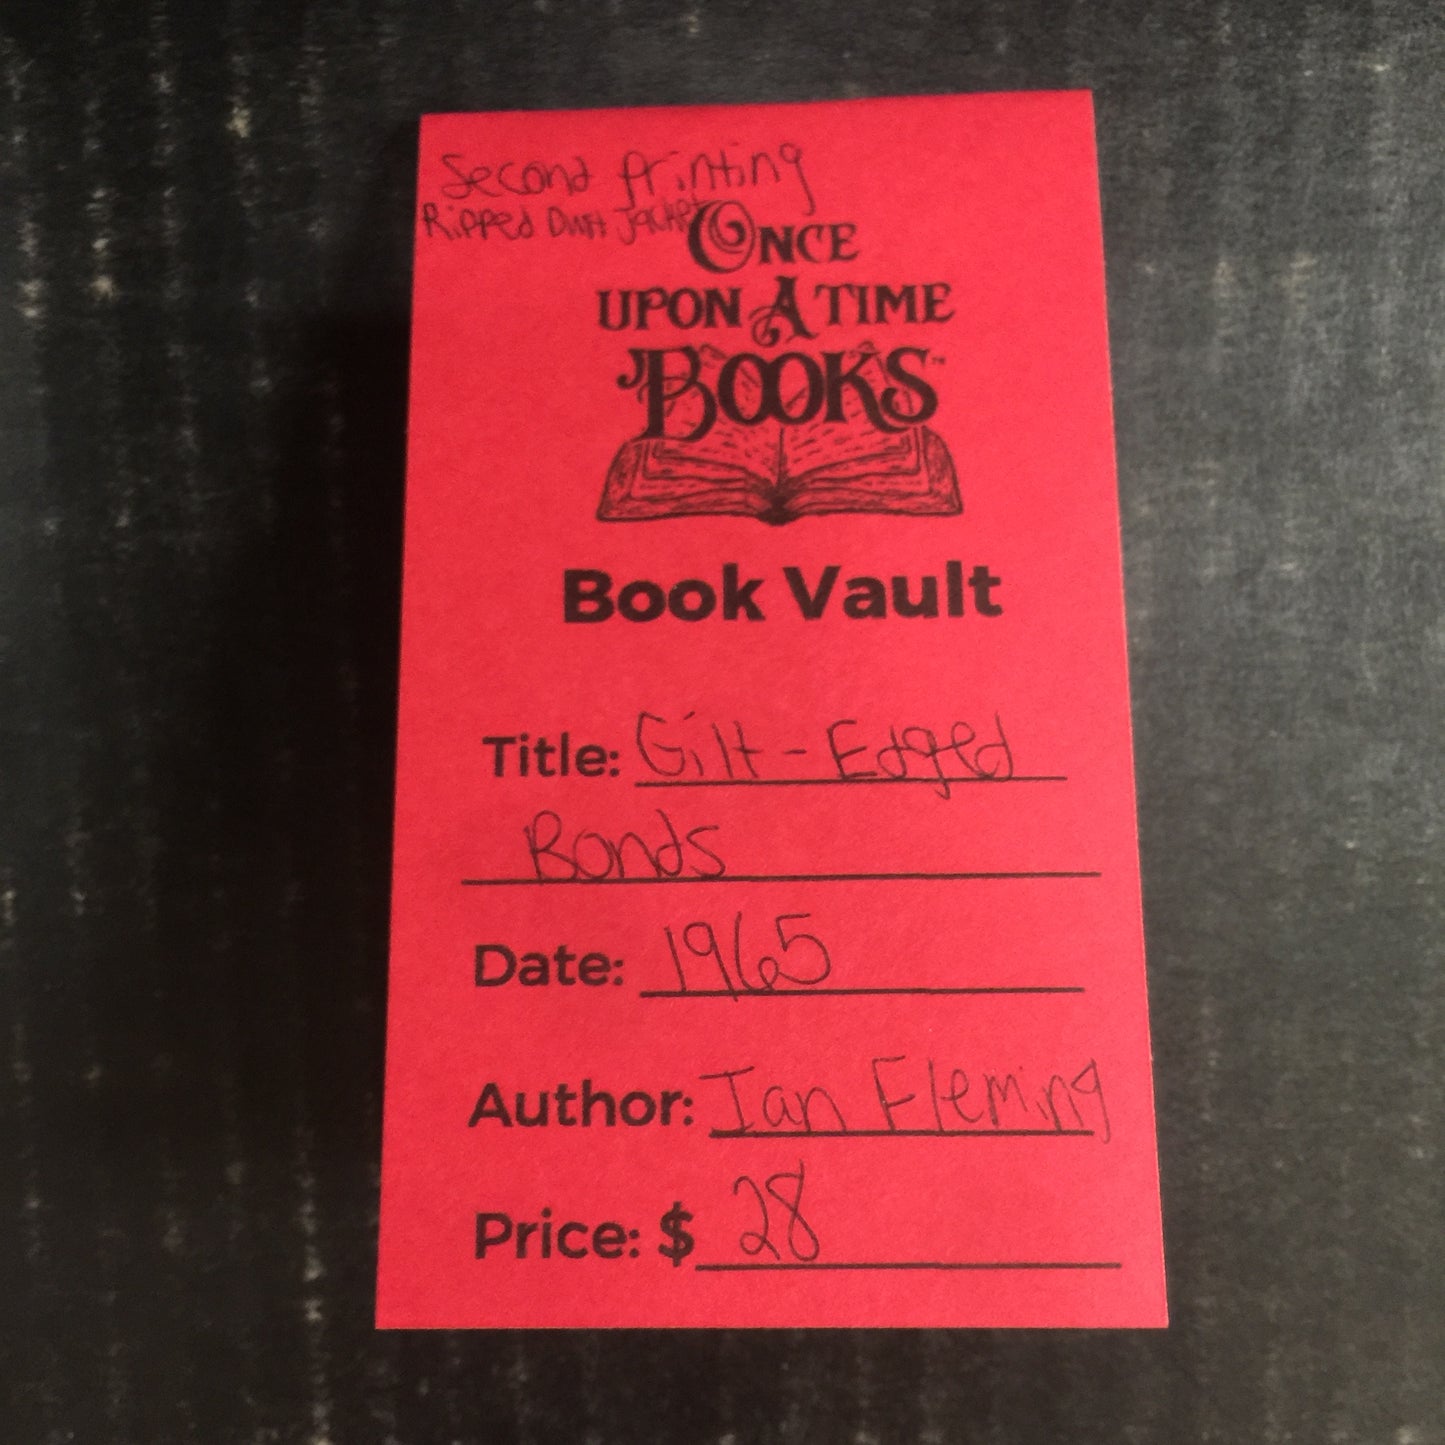 Second Printing
Ripped Dust Jacket
ONCE
UPON A TIME
BOOKS™
Book Vault
Title: Gilt-Edged
Bonds
Date: 1965
Author: Ian Fleming
Price: $ 28